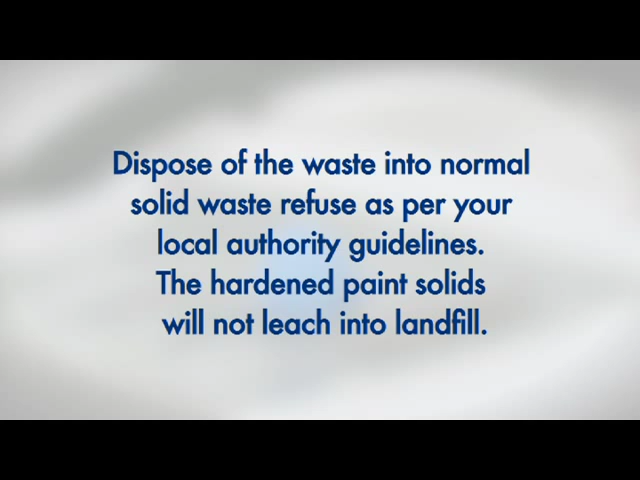 Dispose of the waste into normal
solid waste refuse as per your
local authority guidelines.
The hardened paint solids
will not leach into landfill.